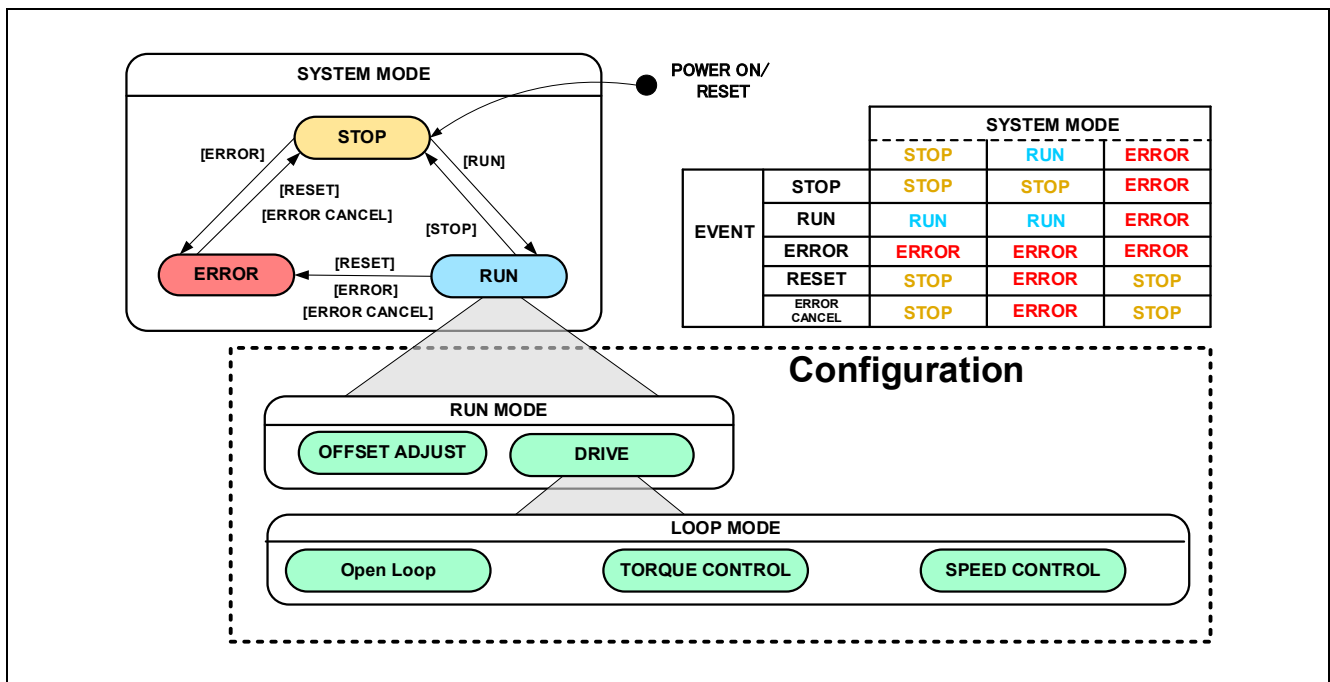 SYSTEM MODE
POWER ON/
RESET
STOP
[ERROR]
[RUN]
[RESET]
[ERROR CANCEL]
[STOP]
ERROR
[RESET]
[ERROR]
[ERROR CANCEL]
RUN
SYSTEM MODE
STOP RUN ERROR
EVENT
STOP STOP STOP ERROR
RUN RUN RUN ERROR
ERROR ERROR ERROR ERROR
RESET STOP ERROR STOP
ERROR
CANCEL STOP ERROR STOP
Configuration
RUN MODE
OFFSET ADJUST DRIVE
LOOP MODE
Open Loop TORQUE CONTROL SPEED CONTROL